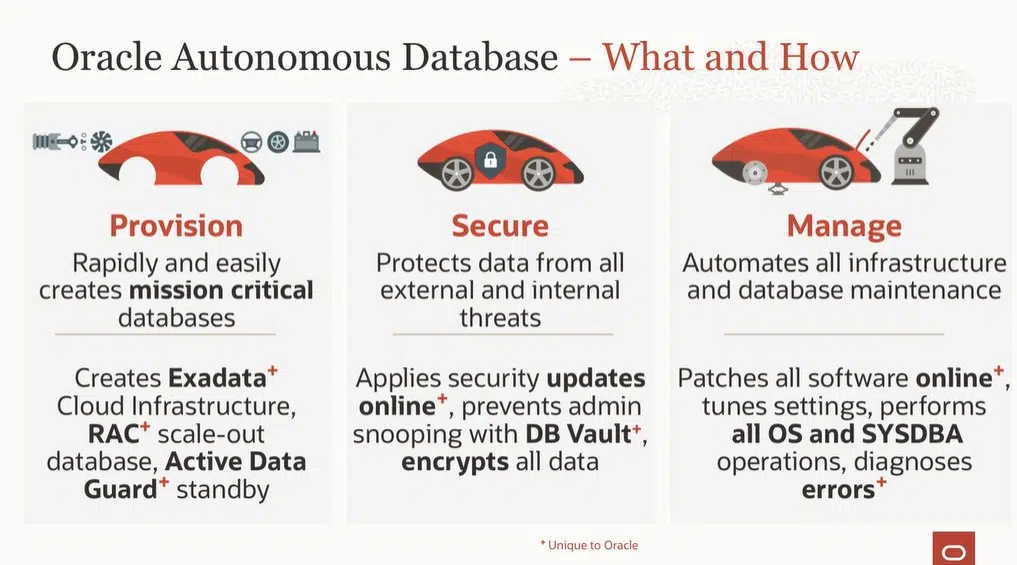 Oracle Autonomous Database – What and How
Provision
Rapidly and easily
creates mission critical
databases
Creates Exadata+
Cloud Infrastructure,
RAC+ scale-out
database, Active Data
Guard+ standby
Secure
Protects data from all
external and internal
threats
Applies security updates
online+, prevents admin
snooping with DB Vault+,
encrypts all data
Manage
Automates all infrastructure
and database maintenance
Patches all software online+,
tunes settings, performs
all OS and SYSDBA
operations, diagnoses
errors+
+ Unique to Oracle